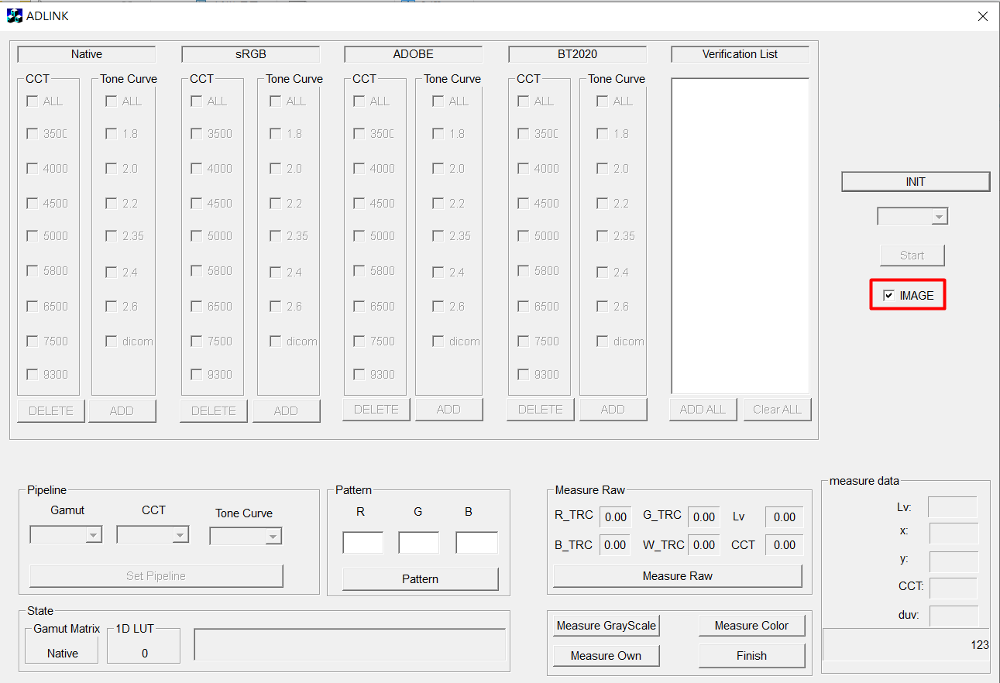 ADLINK
Native sRGB ADOBE BT2020 Verification List
CCT Tone Curve CCT Tone Curve CCT Tone Curve CCT Tone Curve
ALL ALL ALL ALL ALL ALL ALL ALL
3500 1.8 3500 1.8 3500 1.8 3500 1.8
4000 2.0 4000 2.0 4000 2.0 4000 2.0
INIT
4500 2.2 4500 2.2 4500 2.2 4500 2.2
5000 2.35 5000 2.35 5000 2.35 5000 2.35
Start
5800 2.4 5800 2.4 5800 2.4 5800 2.4
IMAGE
6500 2.6 6500 2.6 6500 2.6 6500 2.6
7500 dicom 7500 dicom 7500 dicom 7500 dicom
9300 9300 9300 9300
DELETE ADD DELETE ADD DELETE ADD DELETE ADD ADD ALL Clear ALL
Pipeline
Gamut CCT Tone Curve
Set Pipeline
Pattern
R G B
Pattern
Measure Raw
R_TRC 0.00 G_TRC 0.00 Lv 0.00
B_TRC 0.00 W_TRC 0.00 CCT 0.00
Measure Raw
measure data
Lv:
x:
y:
CCT:
duv:
123
State
Gamut Matrix 1D LUT
Native 0
Measure GrayScale Measure Color
Measure Own Finish